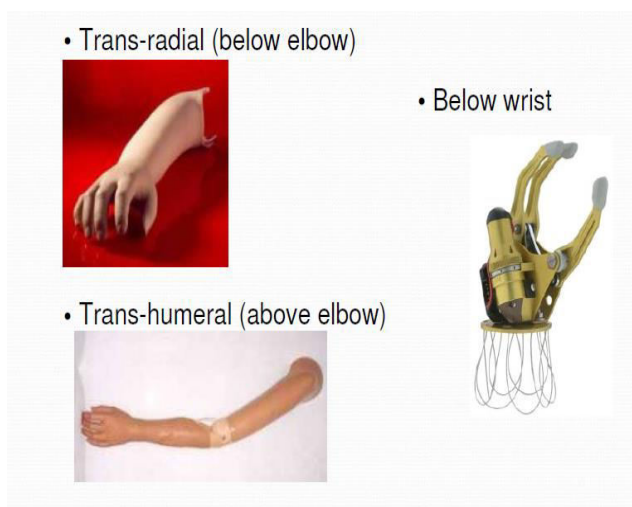 • Trans-radial (below elbow)
• Below wrist
• Trans-humeral (above elbow)